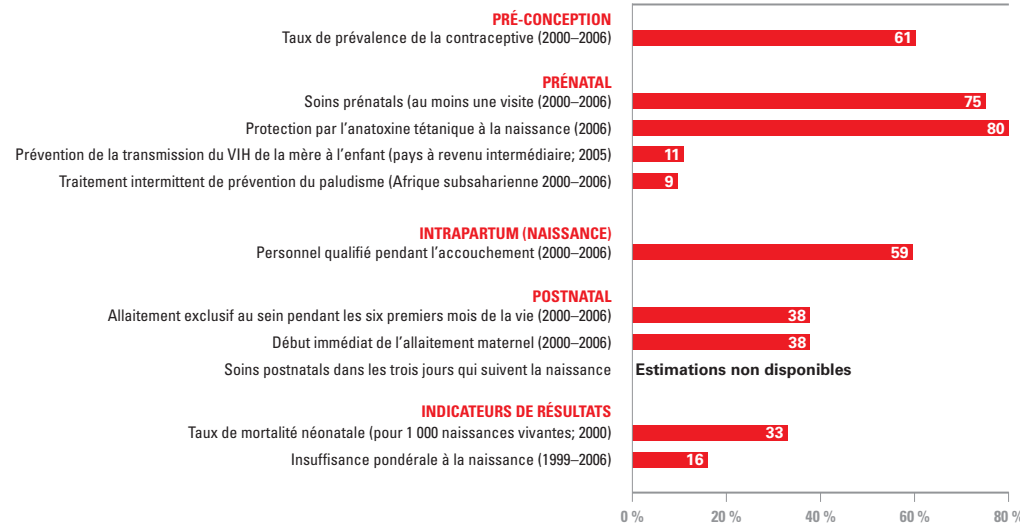 PRÉ-CONCEPTION
Taux de prévalence de la contraceptive (2000–2006) 61
PRÉNATAL
Soins prénatals (au moins une visite (2000–2006) 75
Protection par l'anatoxine tétanique à la naissance (2006) 80
Prévention de la transmission du VIH de la mère à l'enfant (pays à revenu intermédiaire; 2005) 11
Traitement intermittent de prévention du paludisme (Afrique subsaharienne 2000–2006) 9
INTRAPARTUM (NAISSANCE)
Personnel qualifié pendant l'accouchement (2000–2006) 59
POSTNATAL
Allaitement exclusif au sein pendant les six premiers mois de la vie (2000–2006) 38
Début immédiat de l'allaitement maternel (2000–2006) 38
Soins postnatals dans les trois jours qui suivent la naissance Estimations non disponibles
INDICATEURS DE RÉSULTATS
Taux de mortalité néonatale (pour 1 000 naissances vivantes; 2000) 33
Insuffisance pondérale à la naissance (1999–2006) 16
0 % 20 % 40 % 60 % 80 %